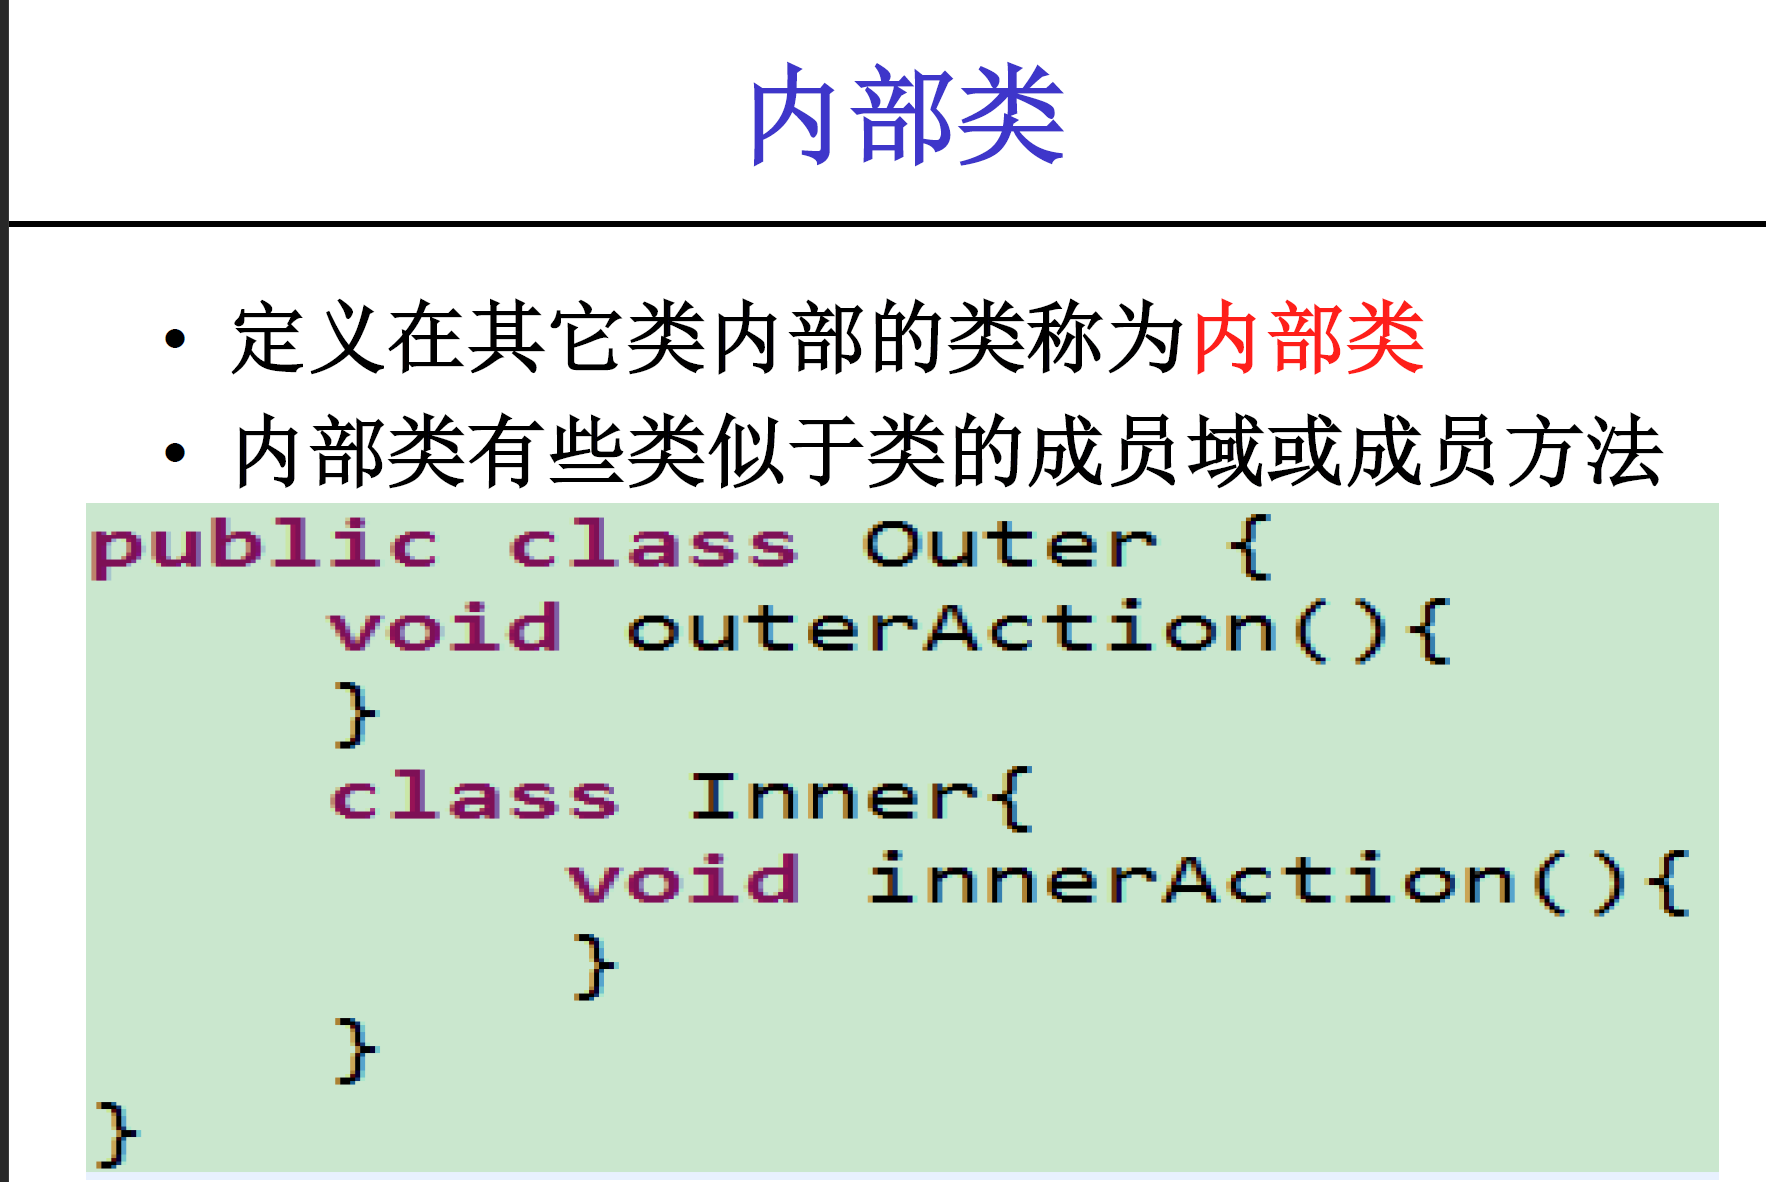 内部类
• 定义在其它类内部的类称为内部类
• 内部类有些类似于类的成员域或成员方法
public class Outer {
    void outerAction(){
    }
    class Inner{
        void innerAction(){
        }
    }
}